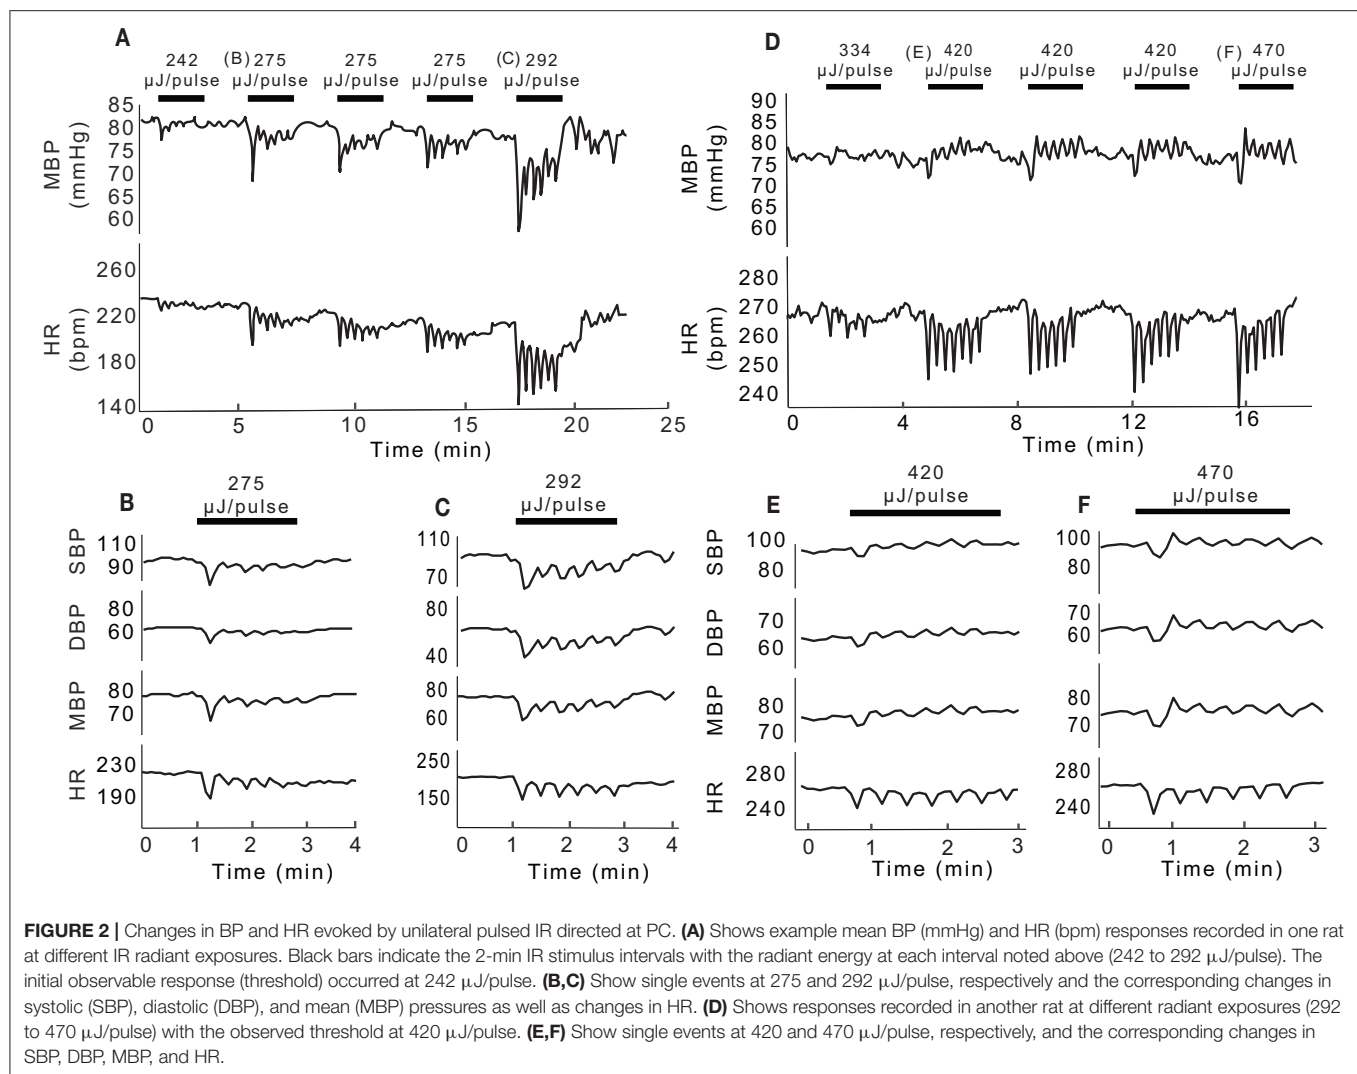 A
242
µJ/pulse
(B) 275
µJ/pulse
275
µJ/pulse
275
µJ/pulse
(C) 292
µJ/pulse
85
80
75
70
65
60
MBP
(mmHg)
260
220
180
140
HR
(bpm)
0 5 10 15 20 25
Time (min)
D
334
µJ/pulse
(E) 420
µJ/pulse
420
µJ/pulse
420
µJ/pulse
(F) 470
µJ/pulse
90
85
80
75
70
65
60
MBP
(mmHg)
280
270
260
250
240
HR
(bpm)
0 4 8 12 16
Time (min)
B
275
µJ/pulse
SBP
110
90
DBP
80
60
MBP
80
70
HR
230
190
0 1 2 3 4
Time (min)
C
292
µJ/pulse
110
70
80
40
80
60
250
150
0 1 2 3 4
Time (min)
E
420
µJ/pulse
SBP
100
80
DBP
70
60
MBP
80
70
HR
280
240
0 1 2 3
Time (min)
F
470
µJ/pulse
100
80
70
60
80
70
280
240
0 1 2 3
Time (min)
FIGURE 2 | Changes in BP and HR evoked by unilateral pulsed IR directed at PC. (A) Shows example mean BP (mmHg) and HR (bpm) responses recorded in one rat
at different IR radiant exposures. Black bars indicate the 2-min IR stimulus intervals with the radiant energy at each interval noted above (242 to 292 µJ/pulse). The
initial observable response (threshold) occurred at 242 µJ/pulse. (B,C) Show single events at 275 and 292 µJ/pulse, respectively and the corresponding changes in
systolic (SBP), diastolic (DBP), and mean (MBP) pressures as well as changes in HR. (D) Shows responses recorded in another rat at different radiant exposures (292
to 470 µJ/pulse) with the observed threshold at 420 µJ/pulse. (E,F) Show single events at 420 and 470 µJ/pulse, respectively, and the corresponding changes in
SBP, DBP, MBP, and HR.